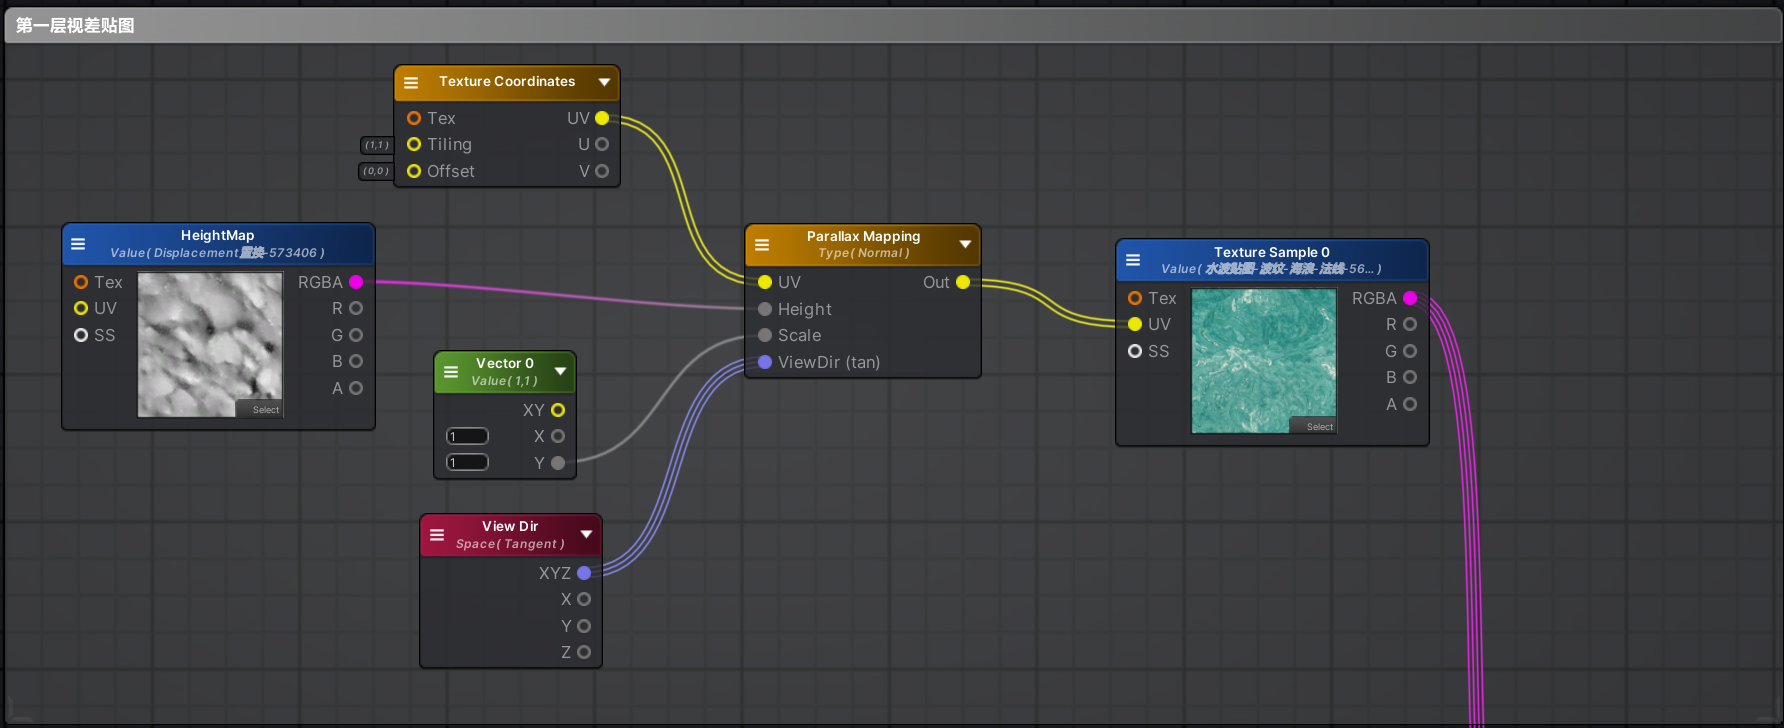 第一层视差贴图
Texture Coordinates
Tex
UV
(1,1)
Tiling
U
(0,0)
Offset
V
HeightMap
Value( Displacement置换-573406 )
Tex
RGBA
UV
R
SS
G
B
A
Select
Vector 0
Value( 1,1 )
XY
1
X
1
Y
View Dir
Space( Tangent )
XYZ
X
Y
Z
Parallax Mapping
Type( Normal )
UV
Out
Height
Scale
ViewDir (tan)
Texture Sample 0
Value( 水波贴图-波纹-海浪-法线-56... )
Tex
RGBA
UV
R
SS
G
B
A
Select